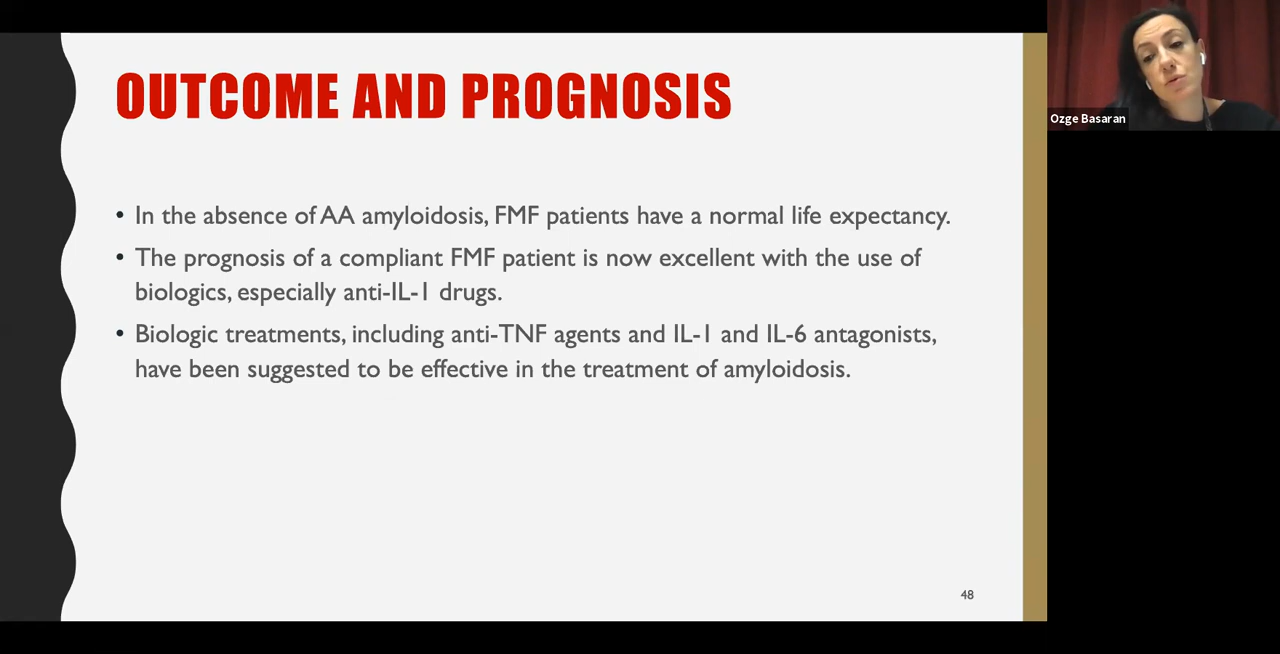 OUTCOME AND PROGNOSIS
Ozge Basaran
• In the absence of AA amyloidosis, FMF patients have a normal life expectancy.
• The prognosis of a compliant FMF patient is now excellent with the use of
biologics, especially anti-IL-1 drugs.
• Biologic treatments, including anti-TNF agents and IL-1 and IL-6 antagonists,
have been suggested to be effective in the treatment of amyloidosis.
48